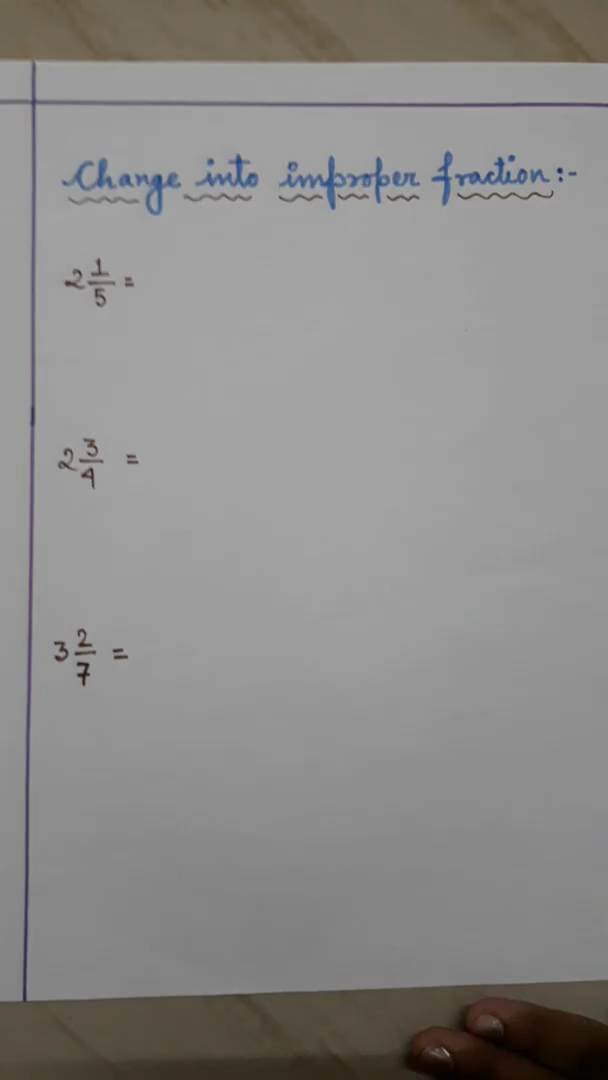 Change into improper fraction:-
2 1/5 =
2 3/4 =
3 2/7 =